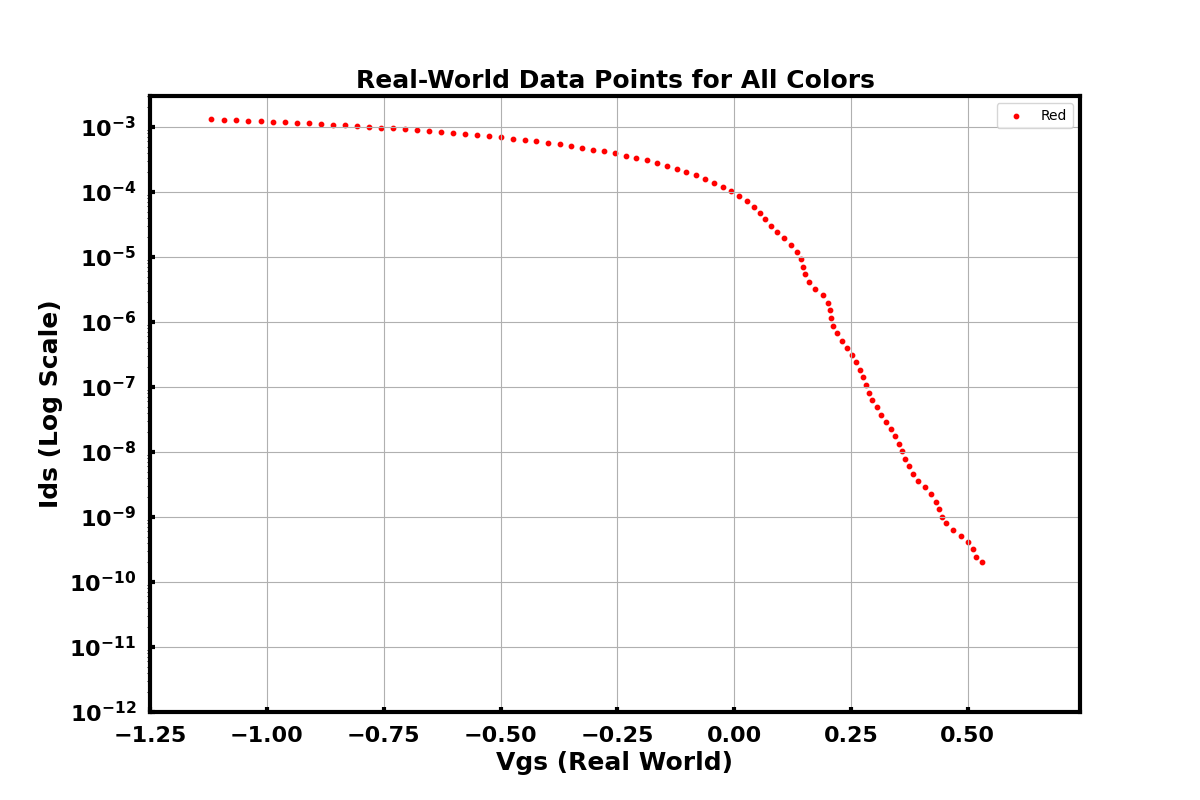 Real-World Data Points for All Colors
Red
10⁻³
10⁻⁴
10⁻⁵
10⁻⁶
10⁻⁷
10⁻⁸
10⁻⁹
10⁻¹⁰
10⁻¹¹
10⁻¹²
Ids (Log Scale)
−1.25 −1.00 −0.75 −0.50 −0.25 0.00 0.25 0.50
Vgs (Real World)